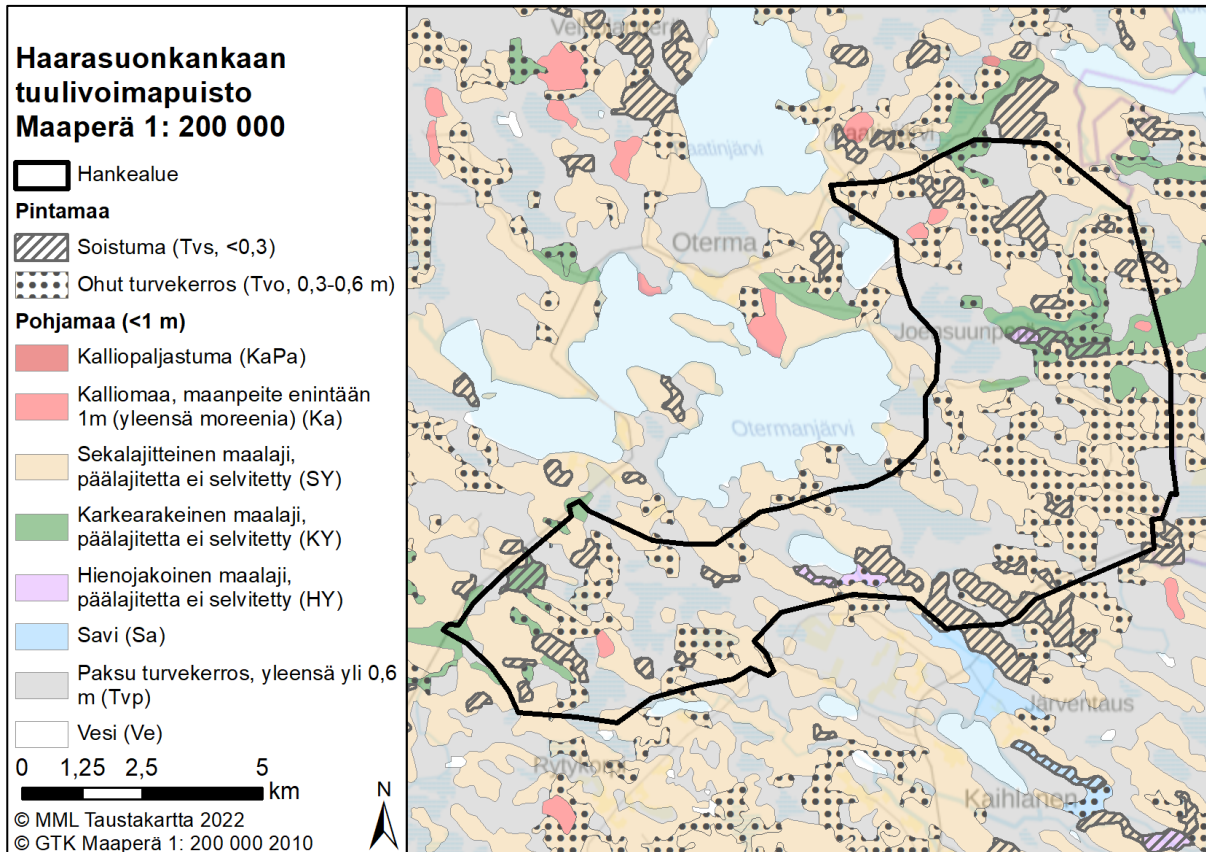 Haarasuonkankaan
tuulivoimapuisto
Maaperä 1: 200 000
Hankealue
Pintamaa
Soistuma (Tvs, <0,3)
Ohut turvekerros (Tvo, 0,3-0,6 m)
Pohjamaa (<1 m)
Kalliopaljastuma (KaPa)
Kalliomaa, maanpeite enintään
1m (yleensä moreenia) (Ka)
Sekalajitteinen maalaji,
päälajitetta ei selvitetty (SY)
Karkearakeinen maalaji,
päälajitetta ei selvitetty (KY)
Hienojakoinen maalaji,
päälajitetta ei selvitetty (HY)
Savi (Sa)
Paksu turvekerros, yleensä yli 0,6
m (Tvp)
Vesi (Ve)
0 1,25 2,5 5
km
N
© MML Taustakartta 2022
© GTK Maaperä 1: 200 000 2010
Oterma
Otermanjärvi
Järventaus
Rytykorpi
Kaihlanen